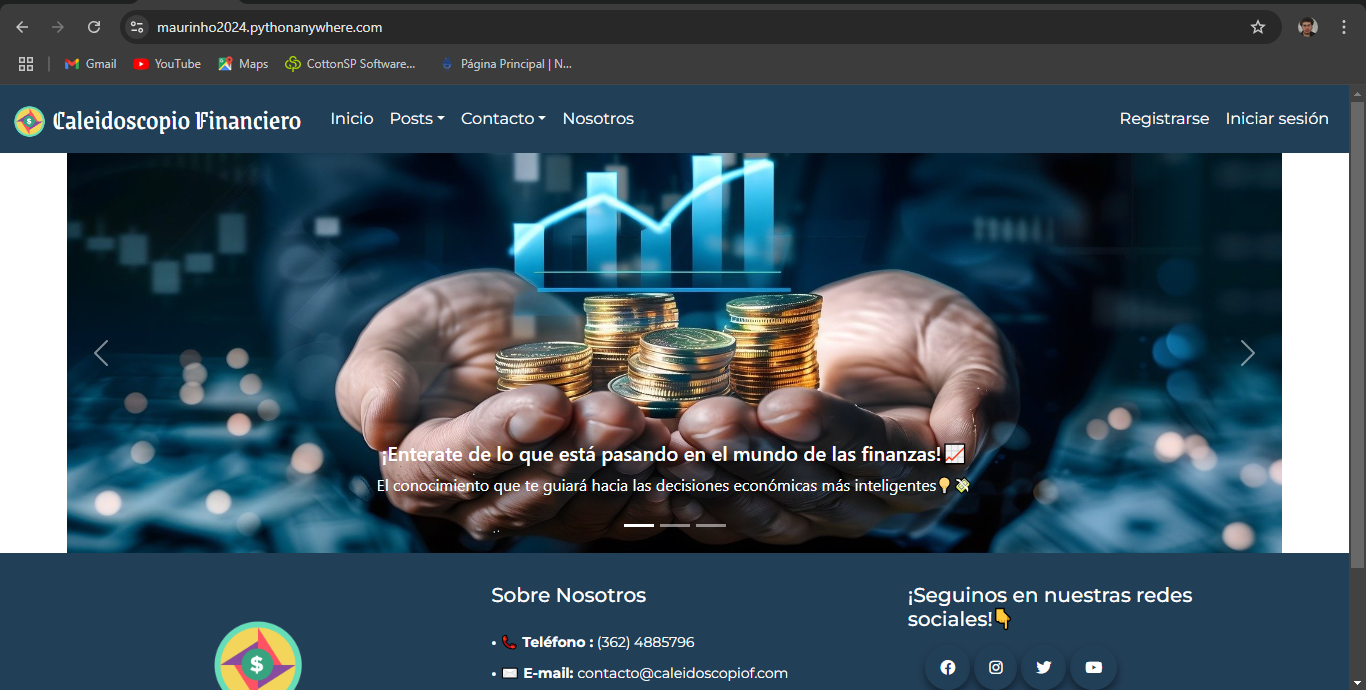 maurinho2024.pythonanywhere.com
Gmail YouTube Maps CottonSP Software... Página Principal | N...
Caleidoscopio Financiero Inicio Posts Contacto Nosotros Registrarse Iniciar sesión
¡Enterate de lo que está pasando en el mundo de las finanzas!📈
El conocimiento que te guiará hacia las decisiones económicas más inteligentes💡💸
Sobre Nosotros
• 📞 Teléfono : (362) 4885796
• ✉️ E-mail: contacto@caleidoscopiof.com
¡Seguinos en nuestras redes
sociales!👇
$